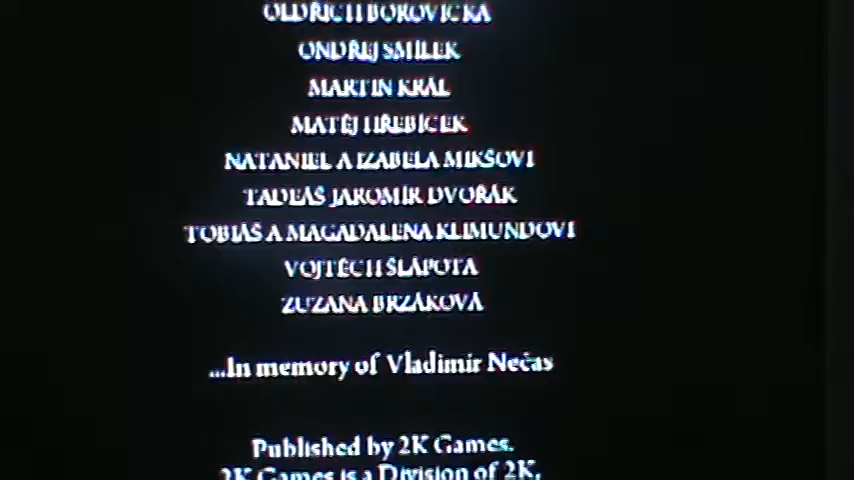 OLDŘICH BOROVIČKA
ONDŘEJ SMÍLEK
MARTIN KRÁL
MATĚJ HŘEBÍČEK
NATANIEL A IZABELA MIKŠOVI
TADEÁŠ JAROMÍR DVOŘÁK
TOBIÁŠ A MAGADALENA KLIMUNDOVI
VOJTĚCH ŠLÁPOTA
ZUZANA BRZÁKOVÁ
...In memory of Vladimír Nečas
Published by 2K Games.
2K Games is a Division of 2K,